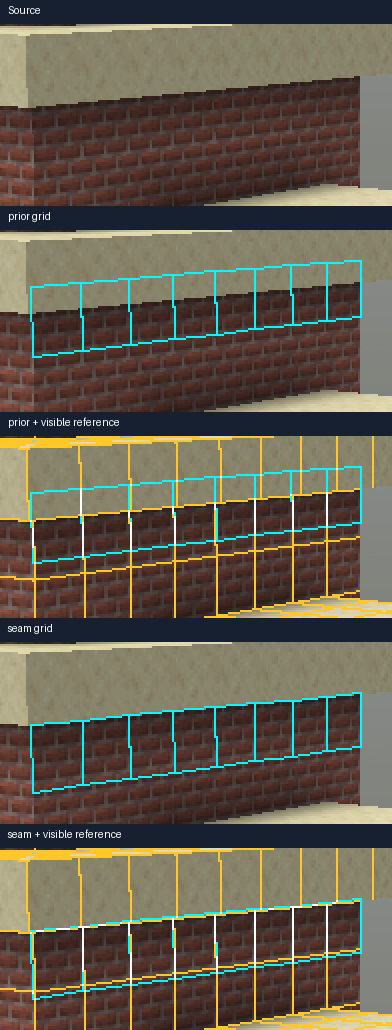 Source
prior grid
prior + visible reference
seam grid
seam + visible reference